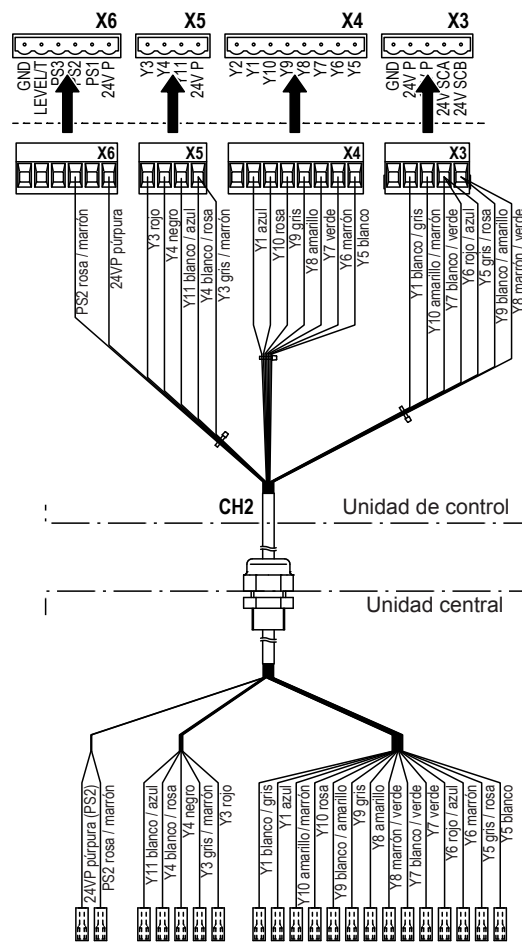 X6
X5
X4
X3
GND
LEVEL/T
PS3
PS2
PS1
24V P
Y3
Y4
Y11
24V P
Y2
Y1
Y10
Y9
Y8
Y7
Y6
Y5
GND
24V P
P
24V SCA
24V SCB
X6
X5
X4
X3
PS2 rosa / marrón
24VP púrpura
Y3 rojo
Y4 negro
Y11 blanco / azul
Y4 blanco / rosa
Y3 gris / marrón
Y1 azul
Y10 rosa
Y9 gris
Y8 amarillo
Y7 verde
Y6 marrón
Y5 blanco
Y1 blanco / gris
Y10 amarillo / marrón
Y7 blanco / verde
Y6 rojo / azul
Y5 gris / rosa
Y9 blanco / amarillo
Y8 marrón / verde
CH2
Unidad de control
Unidad central
24VP púrpura (PS2)
PS2 rosa / marrón
Y11 blanco / azul
Y4 blanco / rosa
Y4 negro
Y3 gris / marrón
Y3 rojo
Y1 blanco / gris
Y1 azul
Y10 amarillo/marrón
Y10 rosa
Y9 blanco / amarillo
Y9 gris
Y8 amarillo
Y8 marrón / verde
Y7 blanco / verde
Y7 verde
Y6 rojo / azul
Y6 marrón
Y5 gris / rosa
Y5 blanco